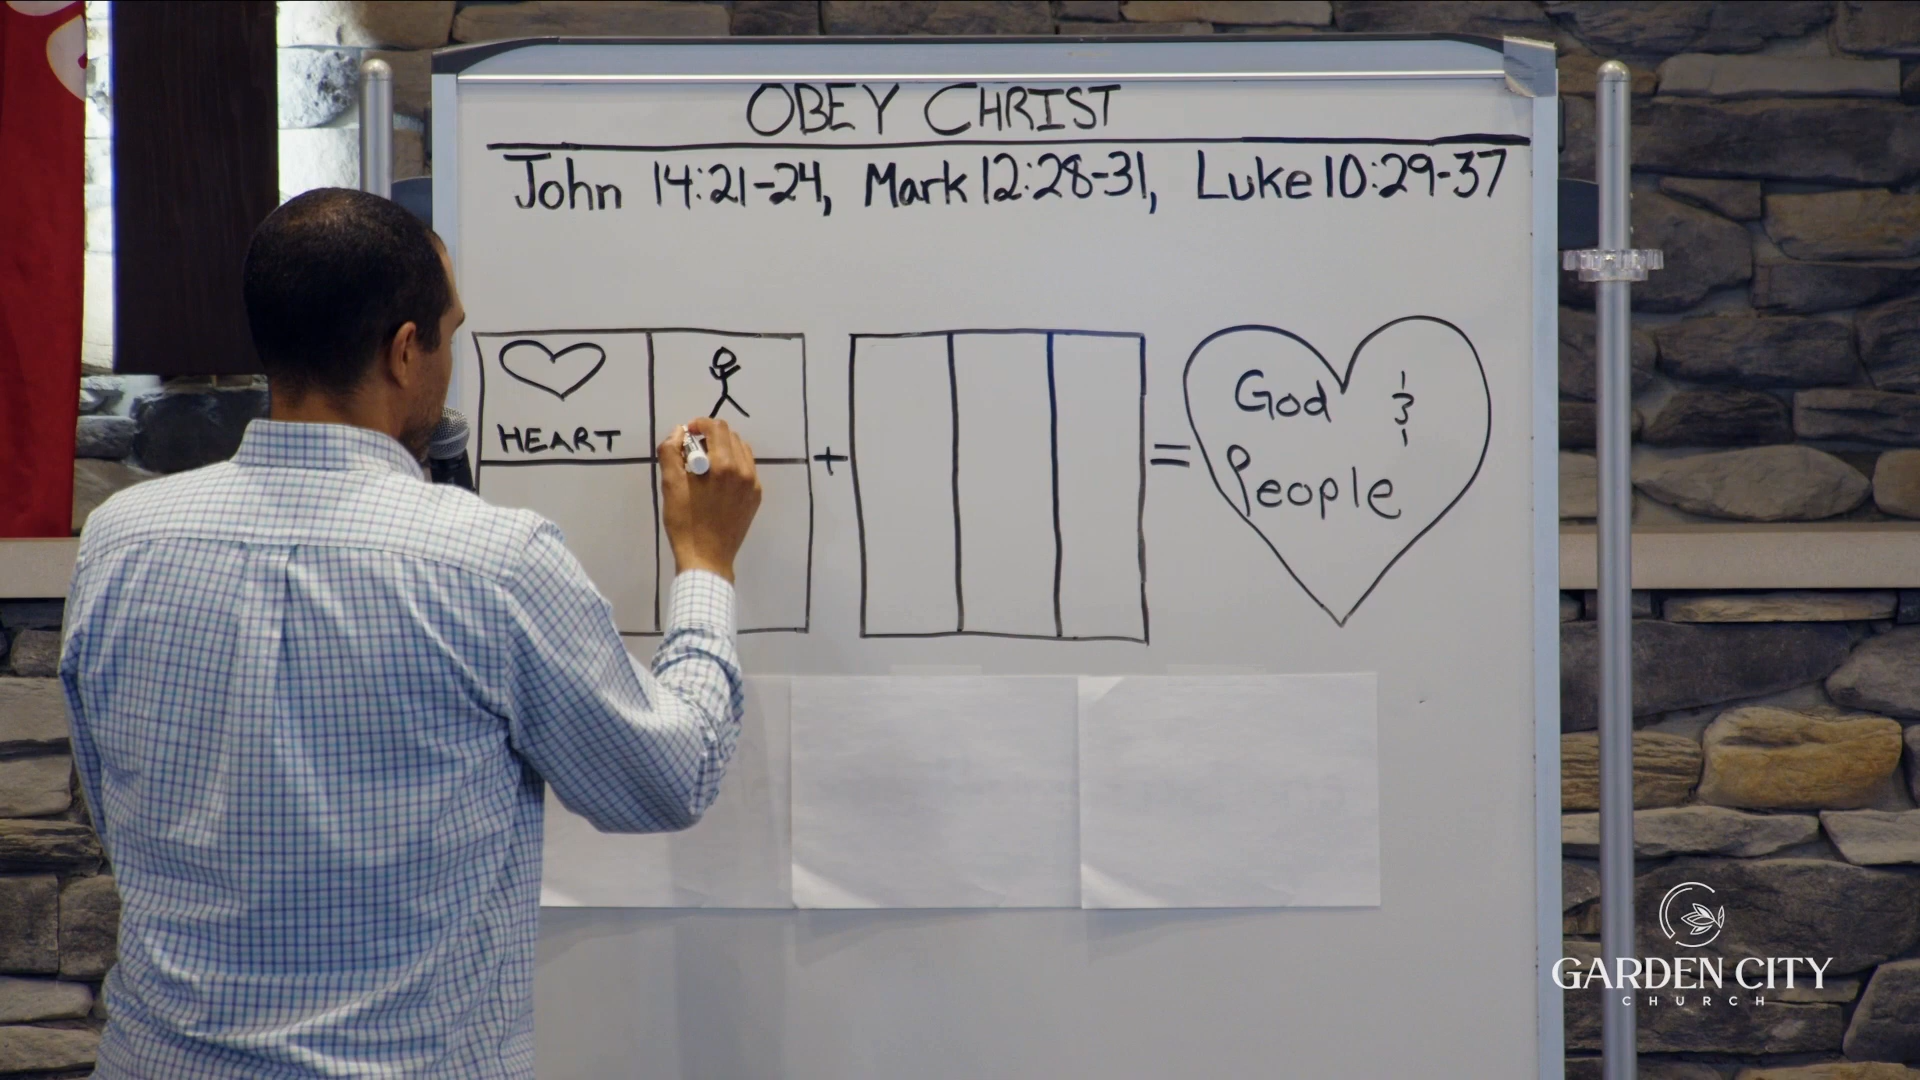 OBEY CHRIST
John 14:21-24, Mark 12:28-31, Luke 10:29-37
HEART
+
=
God &
People
GARDEN CITY
CHURCH